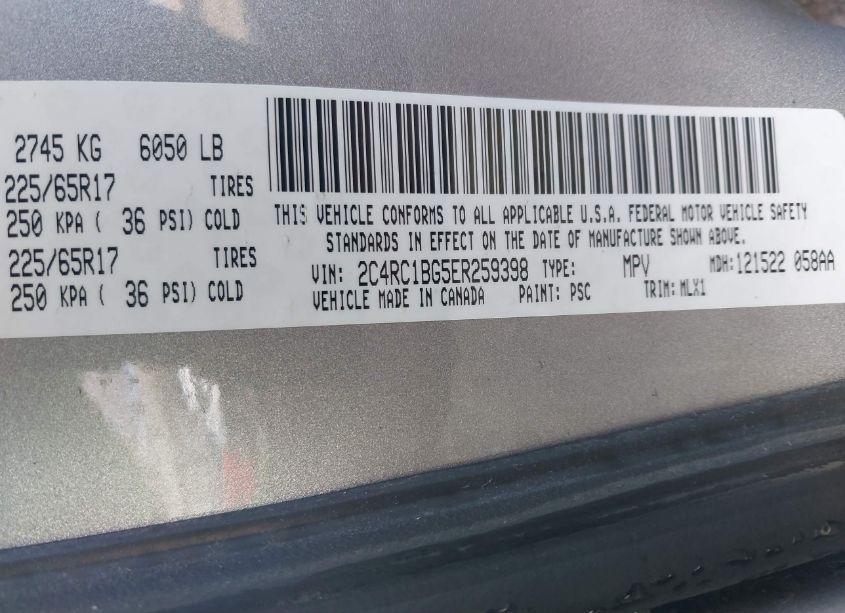 2745 KG 6050 LB
225/65R17 TIRES
250 KPA ( 36 PSI) COLD
225/65R17 TIRES
250 KPA ( 36 PSI) COLD
THIS VEHICLE CONFORMS TO ALL APPLICABLE U.S.A. FEDERAL MOTOR VEHICLE SAFETY
STANDARDS IN EFFECT ON THE DATE OF MANUFACTURE SHOWN ABOVE.
VIN: 2C4RC1BG5ER259398 TYPE: MPV MDH: 121522 058AA
VEHICLE MADE IN CANADA PAINT: PSC TRIM: MLX1